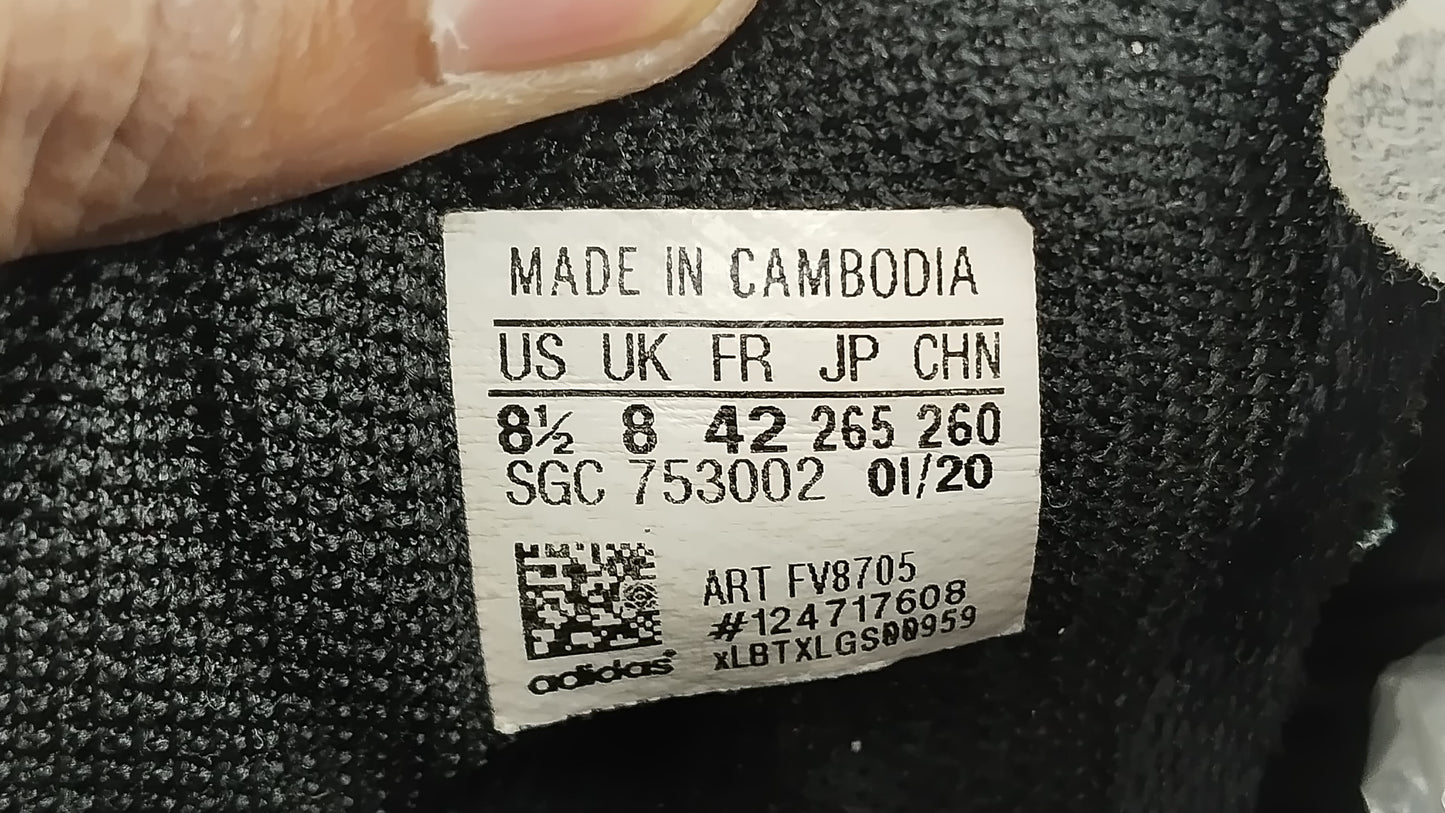 MADE IN CAMBODIA
US UK FR JP CHN
8½ 8 42 265 260
SGC 753002 01/20
ART FV8705
#124717608
xLBTXLGS00959
adidas